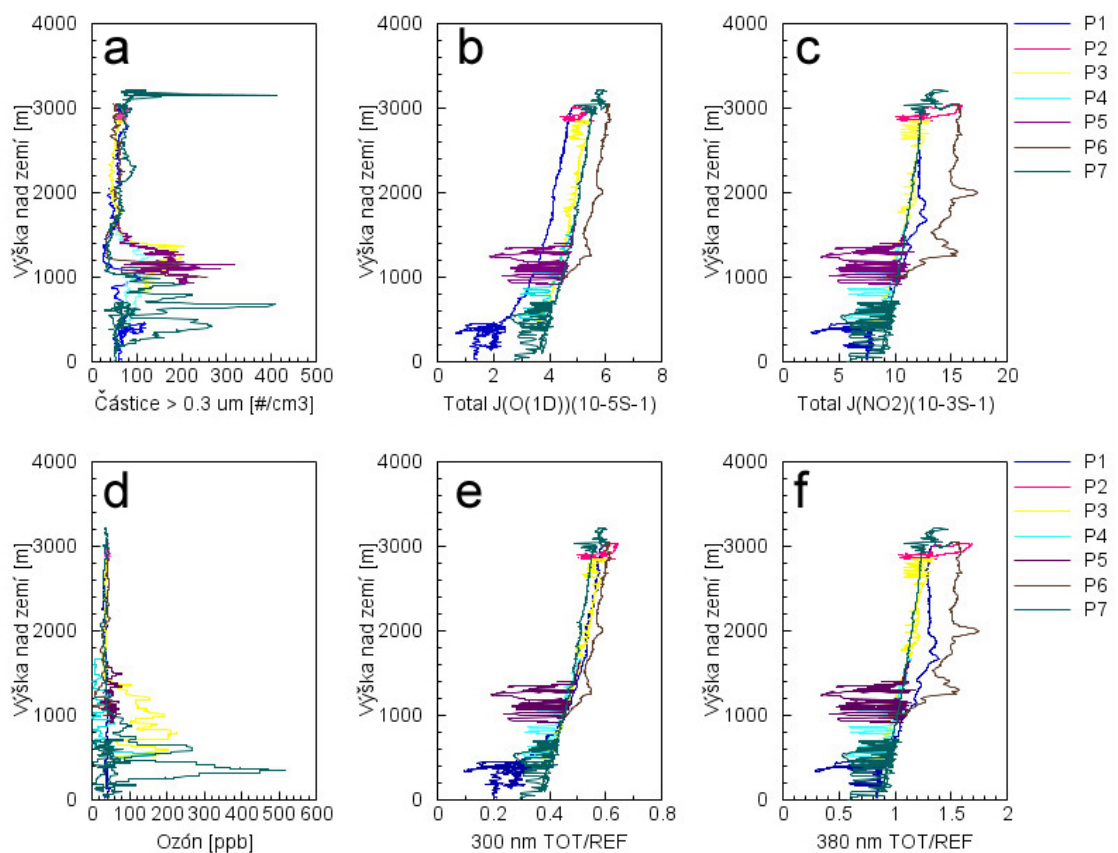 a
b
c
4000
3000
2000
1000
0
Výška nad zemí [m]
0 100 200 300 400 500
Částice > 0.3 um [#/cm3]
4000
3000
2000
1000
0
Výška nad zemí [m]
0 2 4 6 8
Total J(O(1D))(10-5S-1)
4000
3000
2000
1000
0
Výška nad zemí [m]
0 5 10 15 20
Total J(NO2)(10-3S-1)
P1
P2
P3
P4
P5
P6
P7
d
e
f
4000
3000
2000
1000
0
Výška nad zemí [m]
0 100 200 300 400 500 600
Ozón [ppb]
4000
3000
2000
1000
0
Výška nad zemí [m]
0 0.2 0.4 0.6 0.8
300 nm TOT/REF
4000
3000
2000
1000
0
Výška nad zemí [m]
0 0.5 1 1.5 2
380 nm TOT/REF
P1
P2
P3
P4
P5
P6
P7